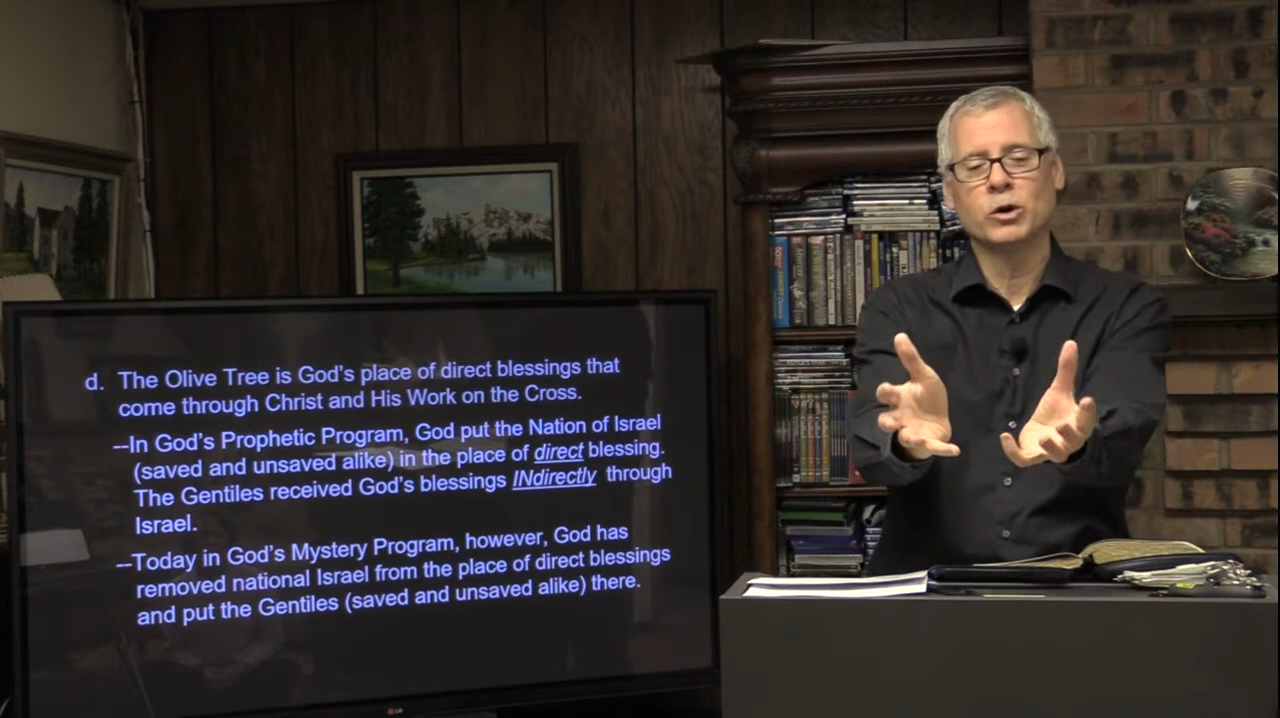 d. The Olive Tree is God's place of direct blessings that
come through Christ and His Work on the Cross.
--In God's Prophetic Program, God put the Nation of Israel
(saved and unsaved alike) in the place of direct blessing.
The Gentiles received God's blessings INdirectly through
Israel.
--Today in God's Mystery Program, however, God has
removed national Israel from the place of direct blessings
and put the Gentiles (saved and unsaved alike) there.
LG